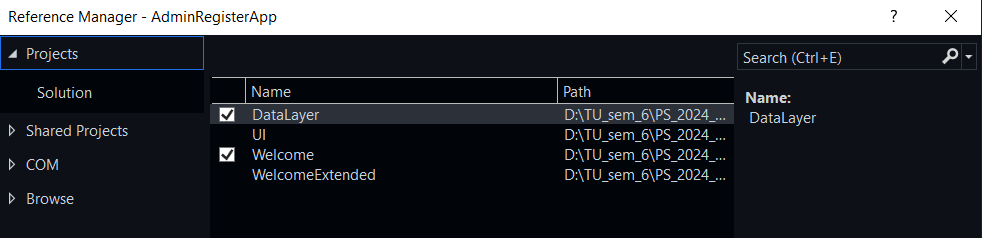 Reference Manager - AdminRegisterApp
?
Projects
Solution
Shared Projects
COM
Browse
Name Path
DataLayer D:\TU_sem_6\PS_2024_...
UI D:\TU_sem_6\PS_2024_...
Welcome D:\TU_sem_6\PS_2024_...
WelcomeExtended D:\TU_sem_6\PS_2024_...
Search (Ctrl+E)
Name:
DataLayer